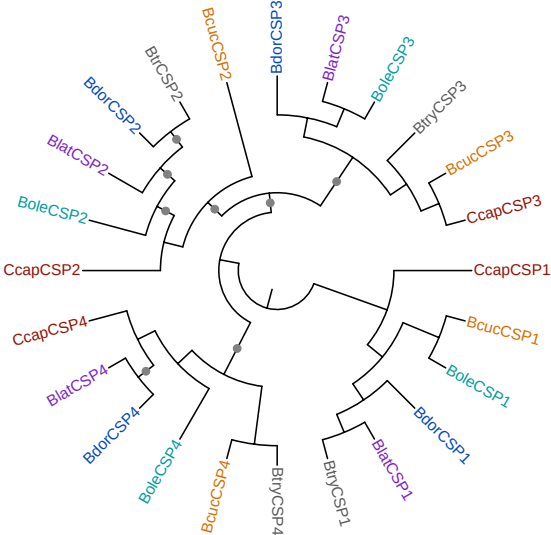 BcucCSP2
BdorCSP3
BlatCSP3
BoleCSP3
BtryCSP3
BcucCSP3
CcapCSP3
CcapCSP1
BcucCSP1
BoleCSP1
BdorCSP1
BlatCSP1
BtryCSP1
BtryCSP4
BcucCSP4
BoleCSP4
BdorCSP4
BlatCSP4
CcapCSP4
CcapCSP2
BoleCSP2
BlatCSP2
BdorCSP2
BtrCSP2